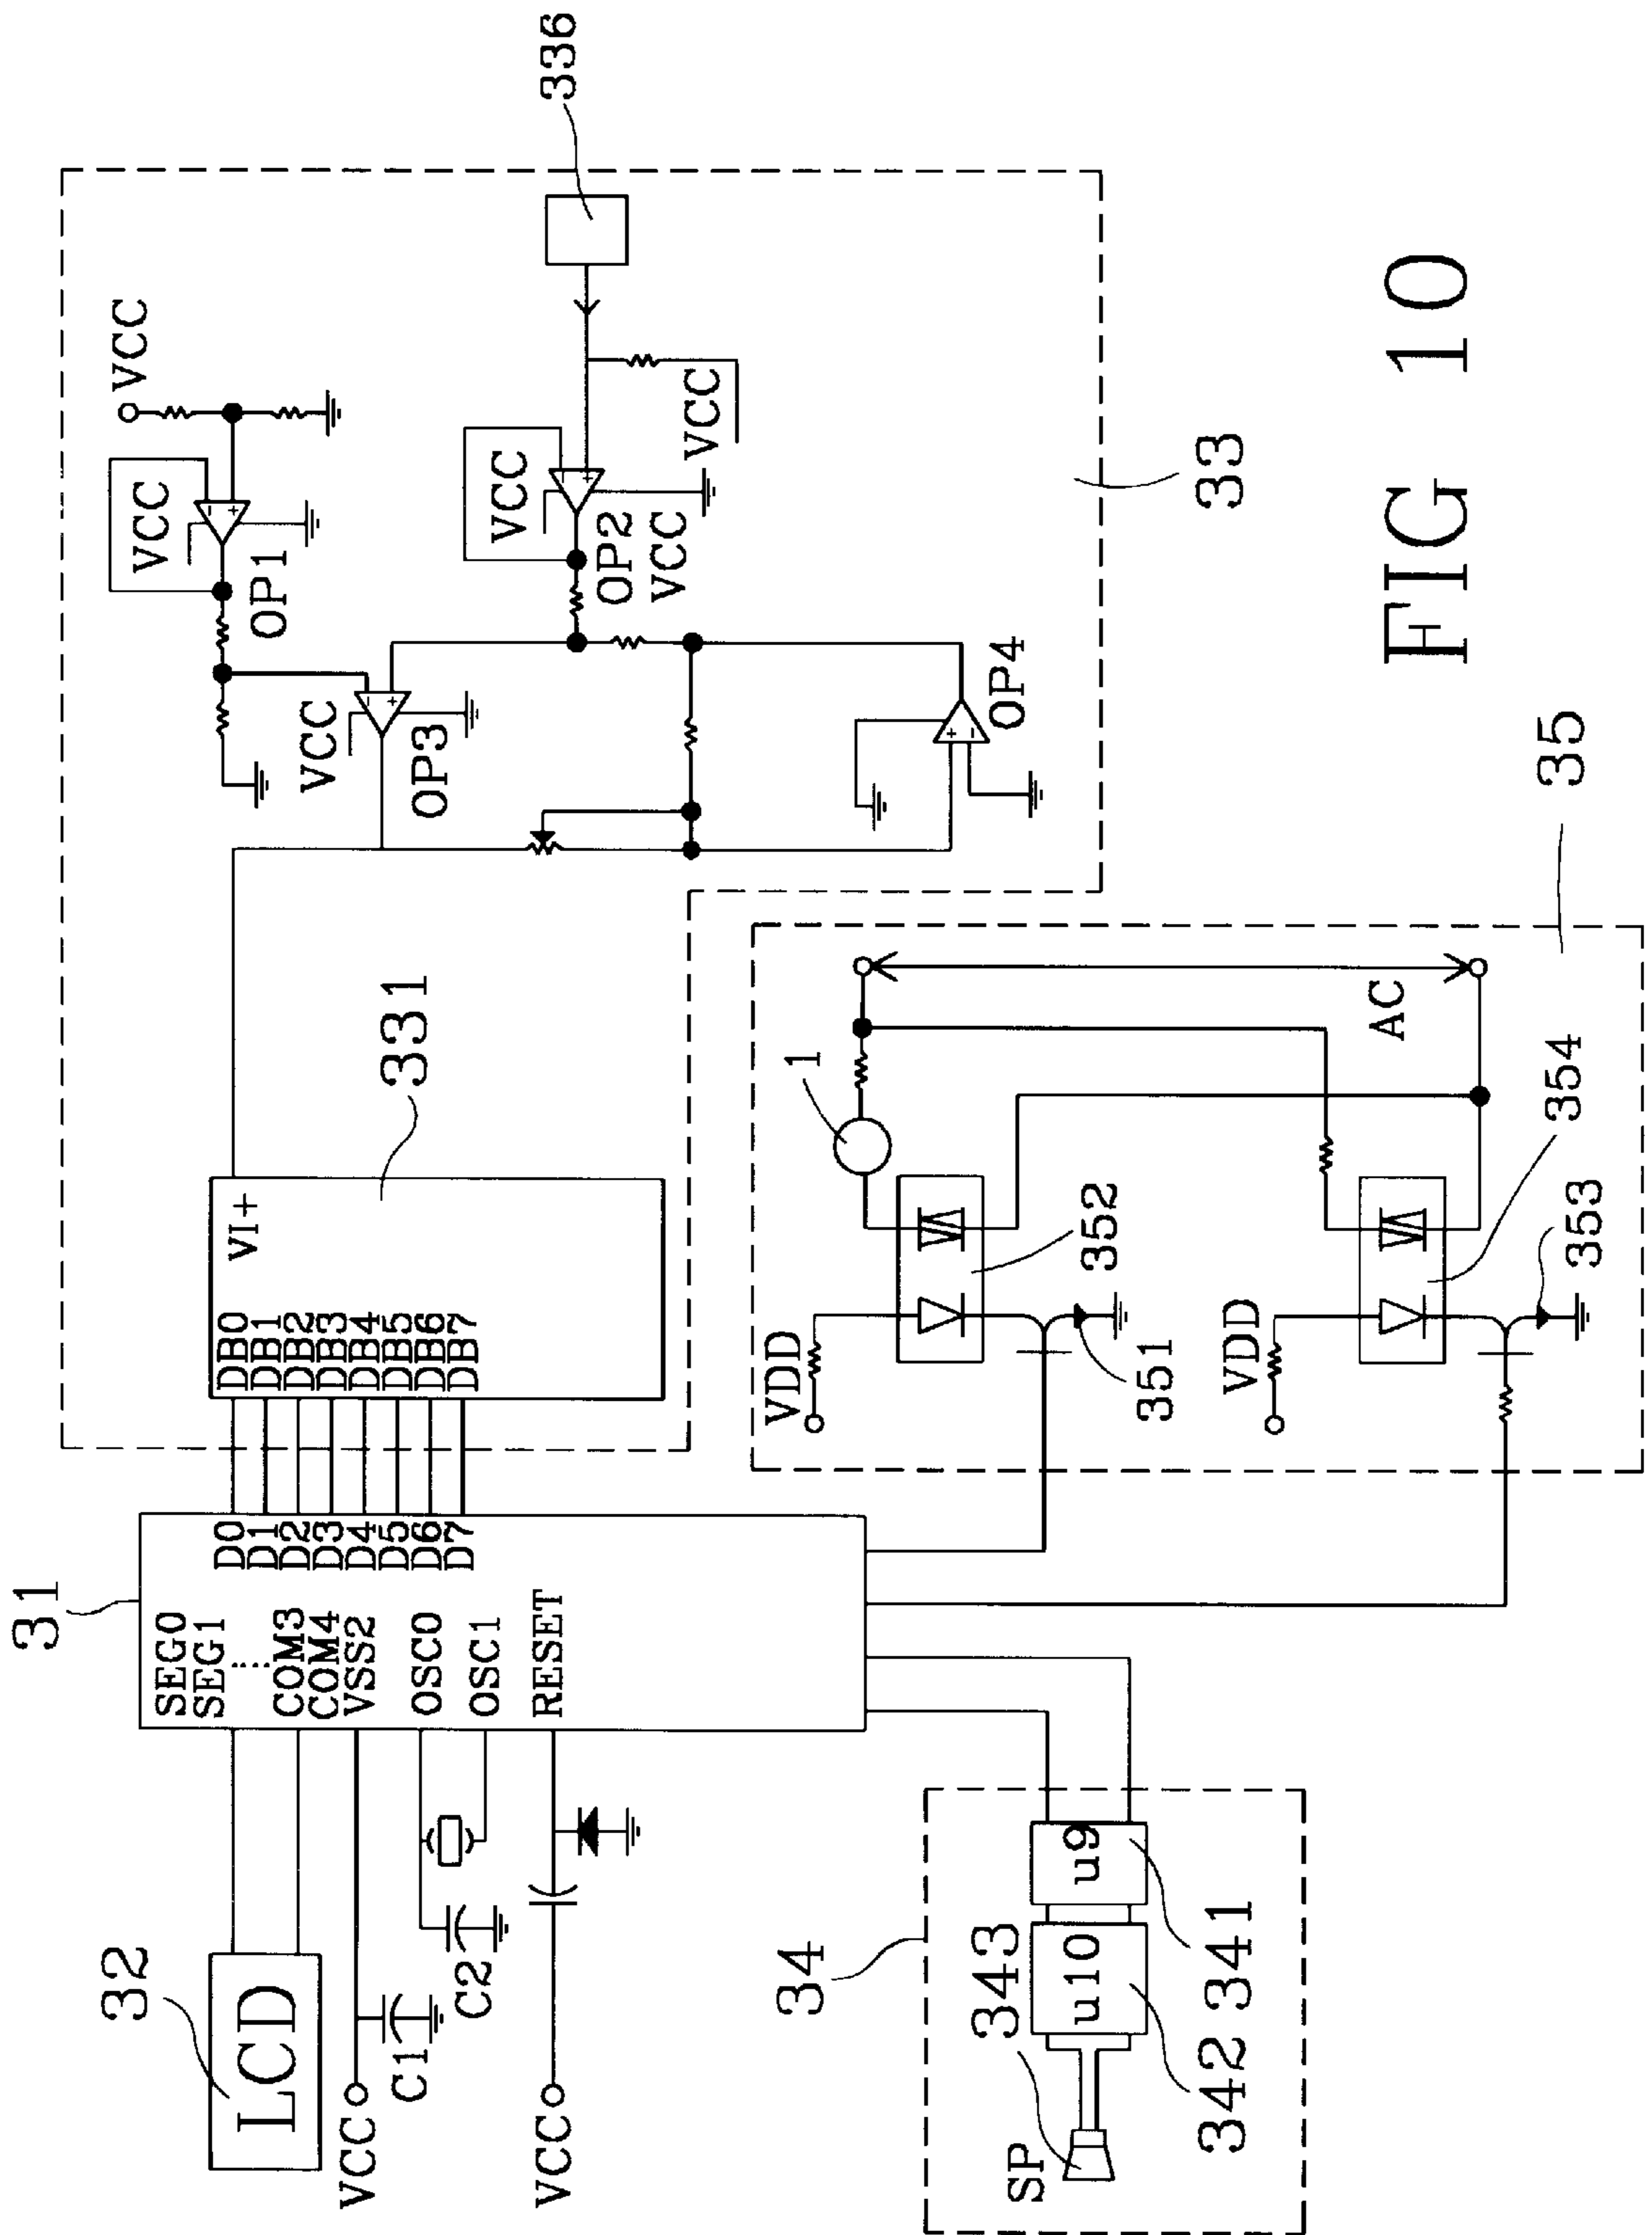 32
LCD
VCC
C1
C2
VCC
31
SEG0
SEG1
......
COM3
COM4
VSS2
OSC0
OSC1
RESET
D0
D1
D2
D3
D4
D5
D6
D7
DB0
DB1
DB2
DB3
DB4
DB5
DB6
DB7
VI+
331
VCC
VCC
- +
OP1
VCC
- +
OP3
VCC
- +
OP2
VCC
VCC
336
+ -
OP4
33
34
343
SP
u10
u9
342
341
VDD
1
352
351
VDD
AC
354
353
35
FIG 10